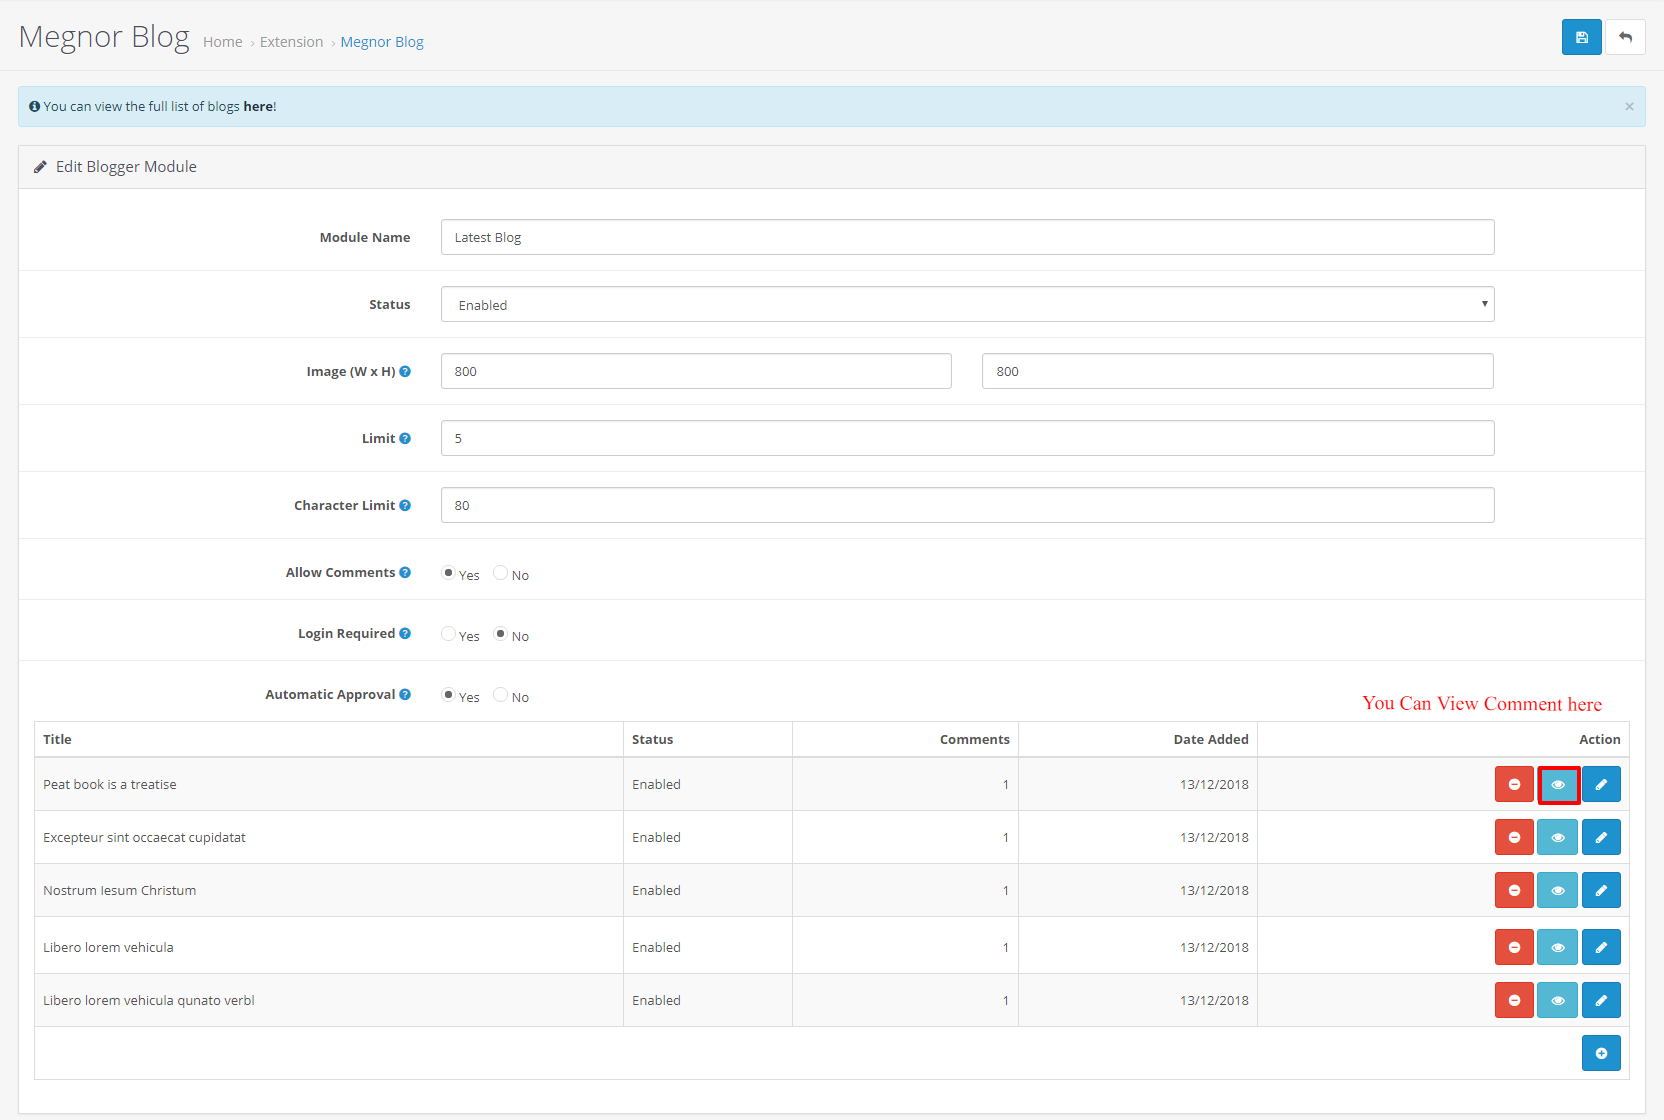 Megnor Blog Home › Extension › Megnor Blog
You can view the full list of blogs here! ×
Edit Blogger Module
Module Name Latest Blog
Status Enabled
Image (W x H) 800 800
Limit 5
Character Limit 80
Allow Comments Yes No
Login Required Yes No
Automatic Approval Yes No
You Can View Comment here
Title Status Comments Date Added Action
Peat book is a treatise Enabled 1 13/12/2018
Excepteur sint occaecat cupidatat Enabled 1 13/12/2018
Nostrum Iesum Christum Enabled 1 13/12/2018
Libero lorem vehicula Enabled 1 13/12/2018
Libero lorem vehicula qunato verbl Enabled 1 13/12/2018